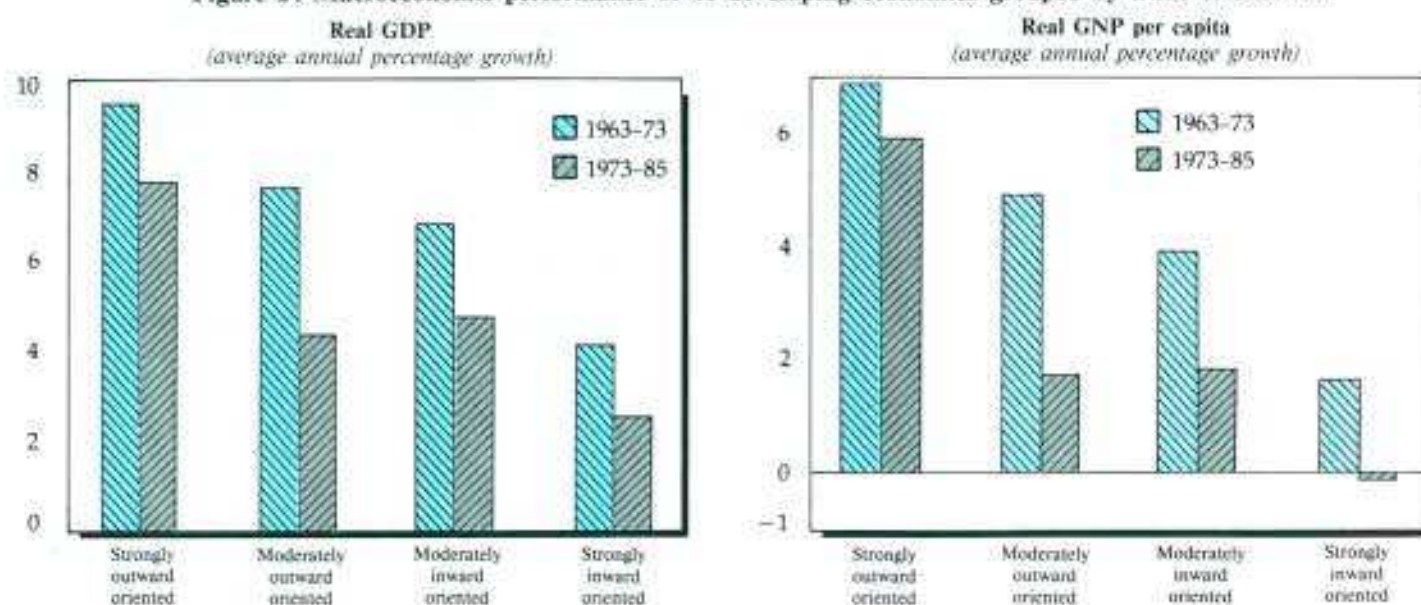 Real GDP
(average annual percentage growth)
10
8
6
4
2
0
1963–73
1973–85
Strongly
outward
oriented
Moderately
outward
oriented
Moderately
inward
oriented
Strongly
inward
oriented
Real GNP per capita
(average annual percentage growth)
6
4
2
0
−1
1963–73
1973–85
Strongly
outward
oriented
Moderately
outward
oriented
Moderately
inward
oriented
Strongly
inward
oriented